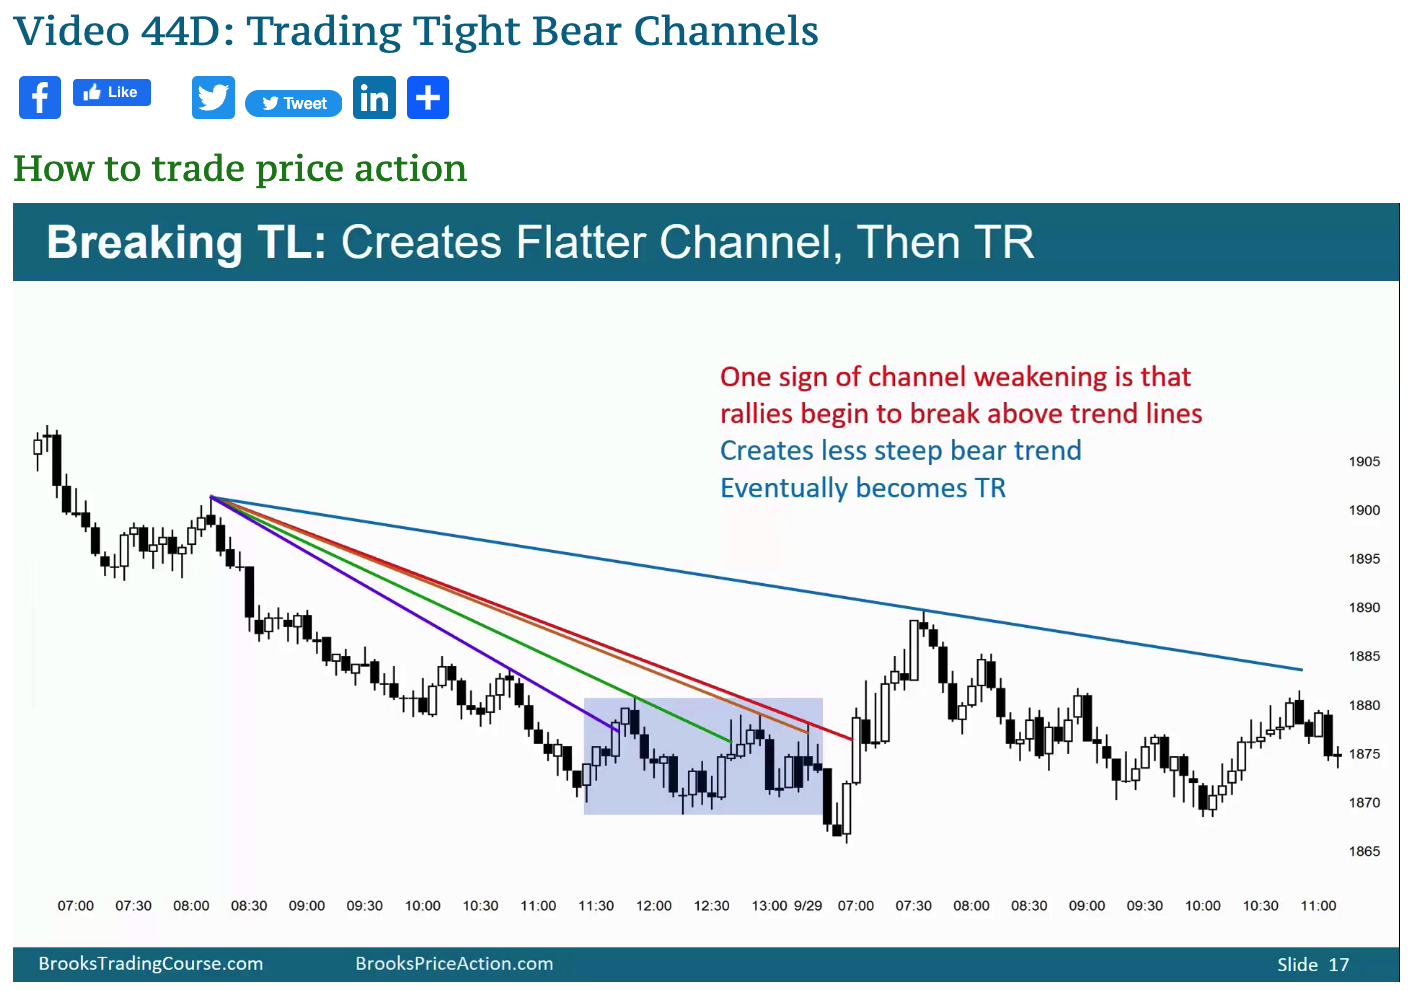 Video 44D: Trading Tight Bear Channels
Like
Tweet
How to trade price action
Breaking TL: Creates Flatter Channel, Then TR
One sign of channel weakening is that
rallies begin to break above trend lines
Creates less steep bear trend
Eventually becomes TR
1905
1900
1895
1890
1885
1880
1875
1870
1865
07:00 07:30 08:00 08:30 09:00 09:30 10:00 10:30 11:00 11:30 12:00 12:30 13:00 9/29 07:00 07:30 08:00 08:30 09:00 09:30 10:00 10:30 11:00
BrooksTradingCourse.com BrooksPriceAction.com Slide 17